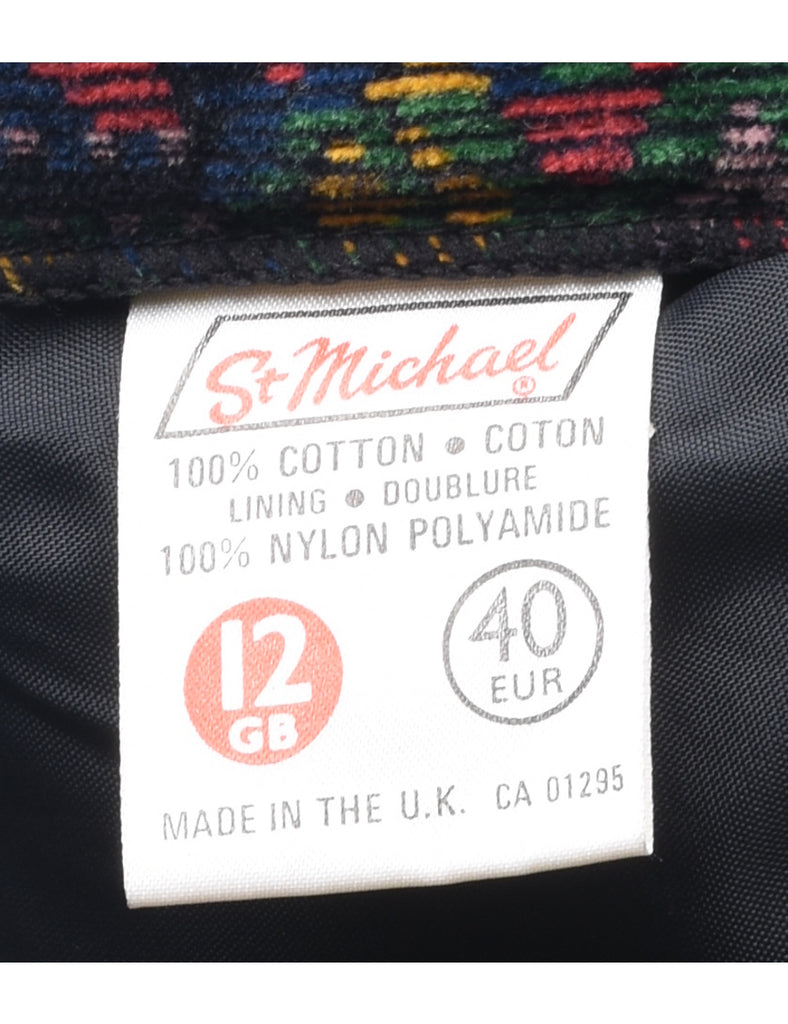 St Michael ®
100% COTTON ● COTON
LINING ● DOUBLURE
100% NYLON POLYAMIDE
12
GB
40
EUR
MADE IN THE U.K. CA 01295